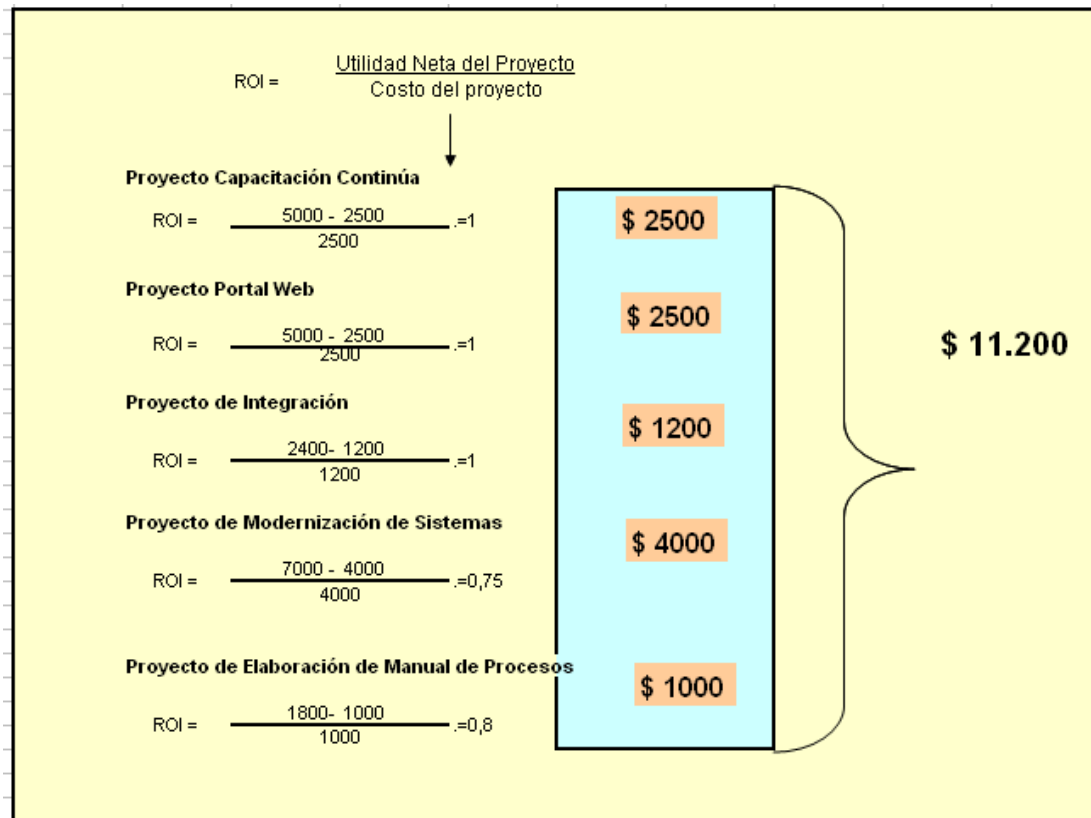 Utilidad Neta del Proyecto
ROI =
Costo del proyecto
Proyecto Capacitación Continúa
ROI =
5000 - 2500
.=1
2500
$ 2500
Proyecto Portal Web
ROI =
5000 - 2500
.=1
2500
$ 2500
$ 11.200
Proyecto de Integración
ROI =
2400- 1200
.=1
1200
$ 1200
Proyecto de Modernización de Sistemas
ROI =
7000 - 4000
.=0,75
4000
$ 4000
Proyecto de Elaboración de Manual de Procesos
ROI =
1800- 1000
.=0,8
1000
$ 1000